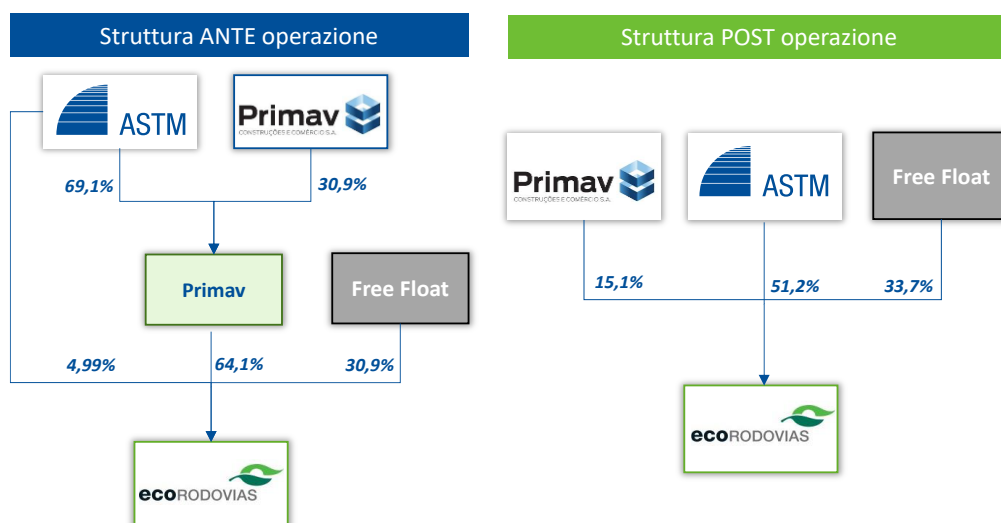 Struttura ANTE operazione
ASTM
Primav
CONSTRUÇÕES E COMÉRCIO S.A.
69,1%
30,9%
Primav
Free Float
4,99%
64,1%
30,9%
ecoRODOVIAS
Struttura POST operazione
Primav
CONSTRUÇÕES E COMÉRCIO S.A.
ASTM
Free Float
15,1%
51,2%
33,7%
ecoRODOVIAS